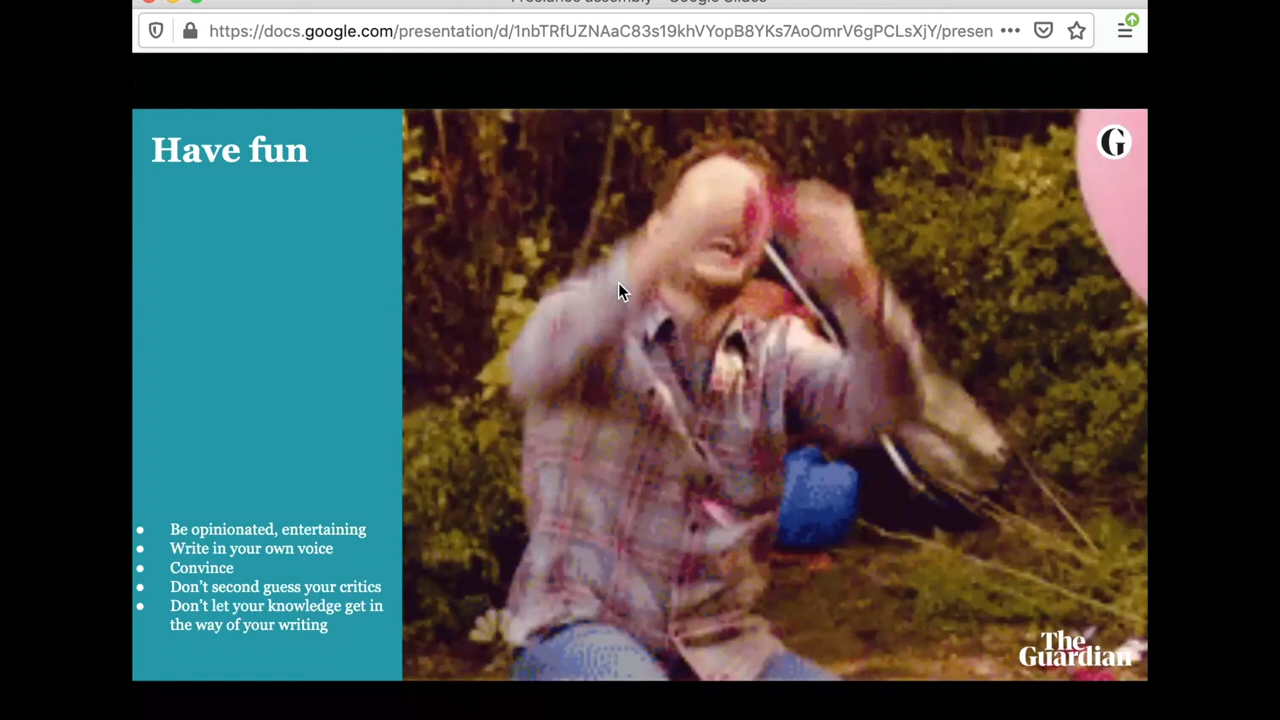 https://docs.google.com/presentation/d/1nbTRfUZNAaC83s19khVYopB8YKs7AoOmrV6gPCLsXjY/presen
Have fun
G
● Be opinionated, entertaining
● Write in your own voice
● Convince
● Don’t second guess your critics
● Don’t let your knowledge get in
the way of your writing
The
Guardian